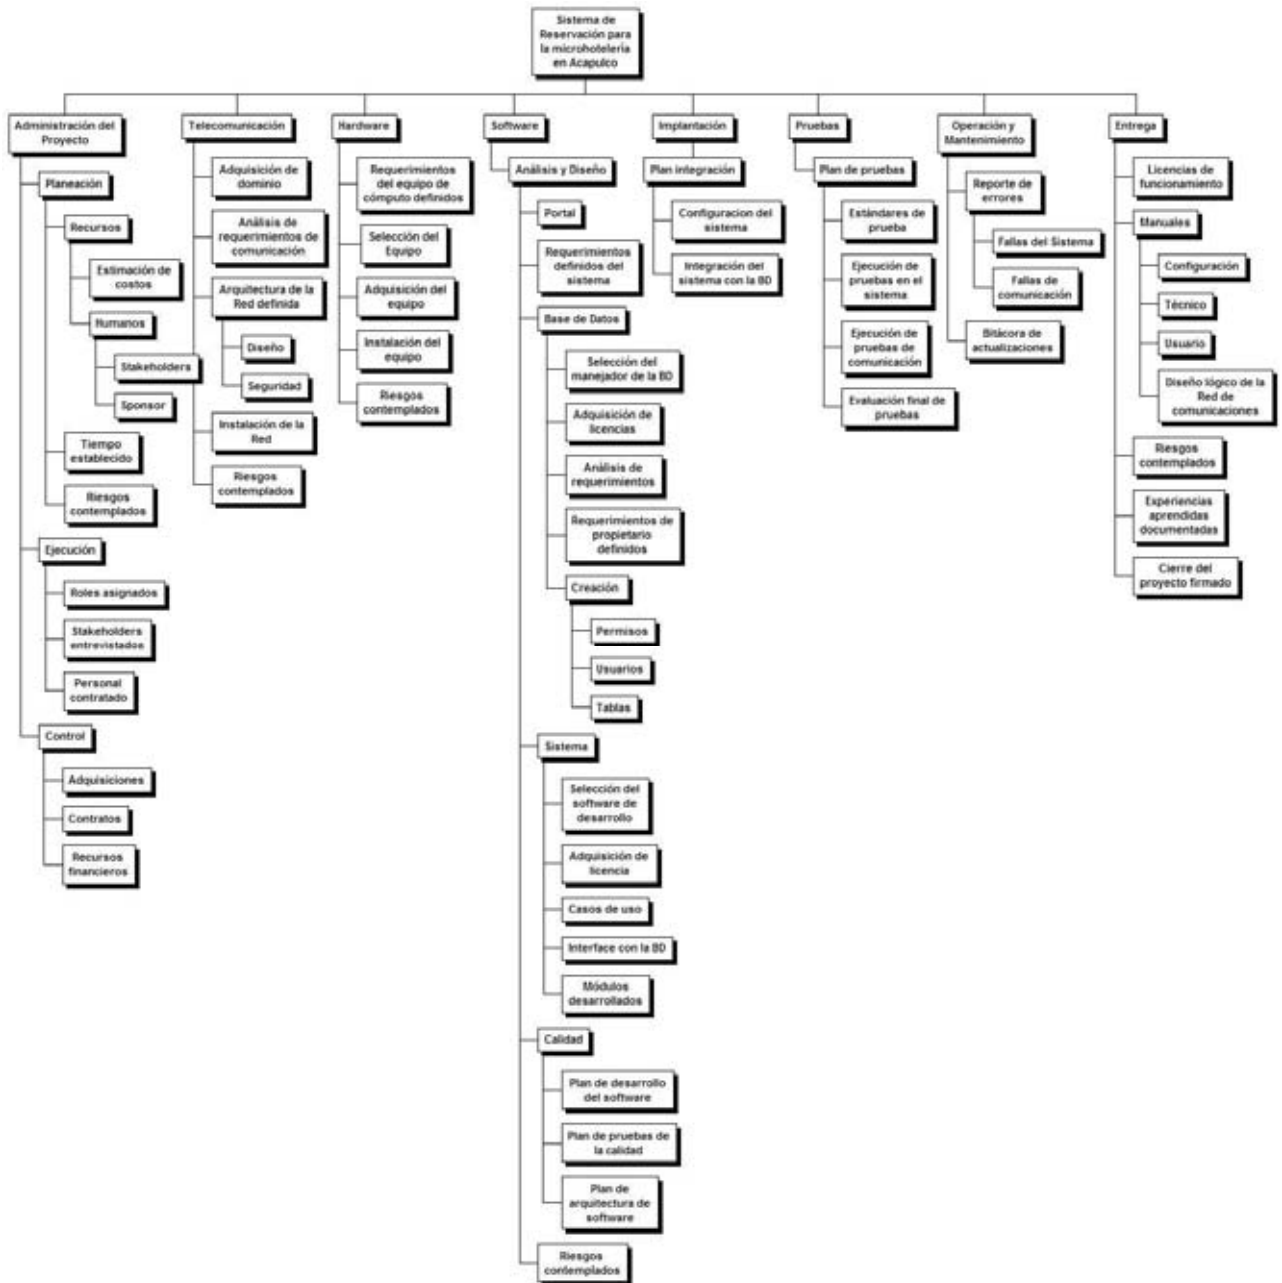 Sistema de
Reservación para
la microhotelería
en Acapulco
Administración del
Proyecto
Planeación
Recursos
Estimación de
costos
Humanos
Stakeholders
Sponsor
Tiempo
establecido
Riesgos
contemplados
Ejecución
Roles asignados
Stakeholders
entrevistados
Personal
contratado
Control
Adquisiciones
Contratos
Recursos
financieros
Telecomunicación
Adquisición de
dominio
Análisis de
requerimientos de
comunicación
Arquitectura de la
Red definida
Diseño
Seguridad
Instalación de la
Red
Riesgos
contemplados
Hardware
Requerimientos
del equipo de
cómputo definidos
Selección del
Equipo
Adquisición del
equipo
Instalación del
equipo
Riesgos
contemplados
Software
Análisis y Diseño
Portal
Requerimientos
definidos del
sistema
Base de Datos
Selección del
manejador de la BD
Adquisición de
licencias
Análisis de
requerimientos
Requerimientos de
propietario
definidos
Creación
Permisos
Usuarios
Tablas
Sistema
Selección del
software de
desarrollo
Adquisición de
licencia
Casos de uso
Interface con la BD
Módulos
desarrollados
Calidad
Plan de desarrollo
del software
Plan de pruebas de
la calidad
Plan de
arquitectura de
software
Riesgos
contemplados
Implantación
Plan integración
Configuracion del
sistema
Integración del
sistema con la BD
Pruebas
Plan de pruebas
Estándares de
prueba
Ejecución de
pruebas en el
sistema
Ejecución de
pruebas de
comunicación
Evaluación final de
pruebas
Operación y
Mantenimiento
Reporte de
errores
Fallas del Sistema
Fallas de
comunicación
Bitácora de
actualizaciones
Entrega
Licencias de
funcionamiento
Manuales
Configuración
Técnico
Usuario
Diseño lógico de la
Red de
comunicaciones
Riesgos
contemplados
Experiencias
aprendidas
documentadas
Cierre del
proyecto firmado